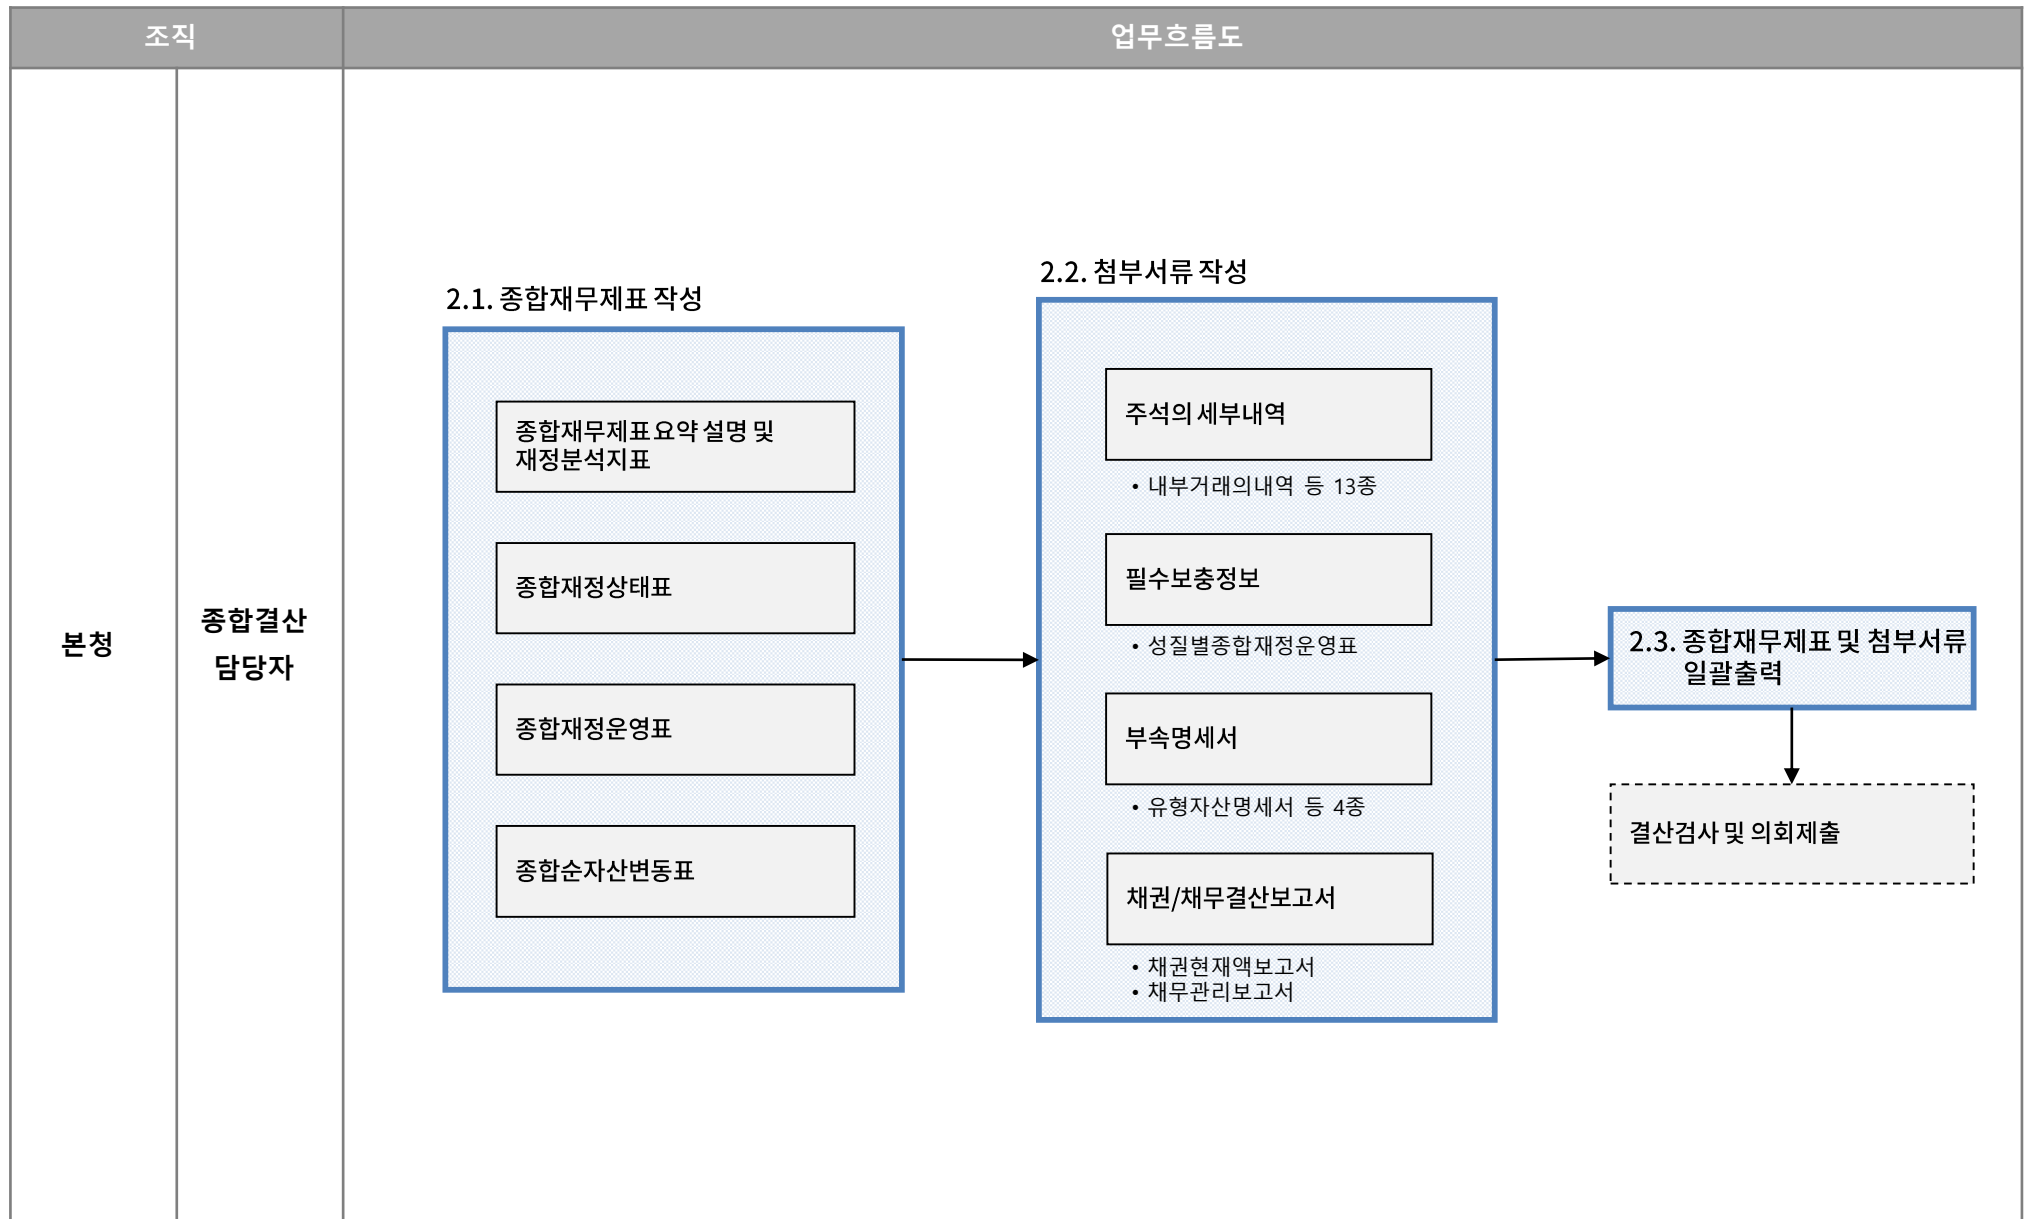 조직
업무흐름도
본청
종합결산
담당자
2.1. 종합재무제표 작성
종합재무제표 요약 설명 및
재정분석지표
종합재정상태표
종합재정운영표
종합순자산변동표
2.2. 첨부서류 작성
주석의 세부내역
• 내부거래의내역 등 13종
필수보충정보
• 성질별종합재정운영표
부속명세서
• 유형자산명세서 등 4종
채권/채무결산보고서
• 채권현재액보고서
• 채무관리보고서
2.3. 종합재무제표 및 첨부서류
일괄출력
결산검사 및 의회제출